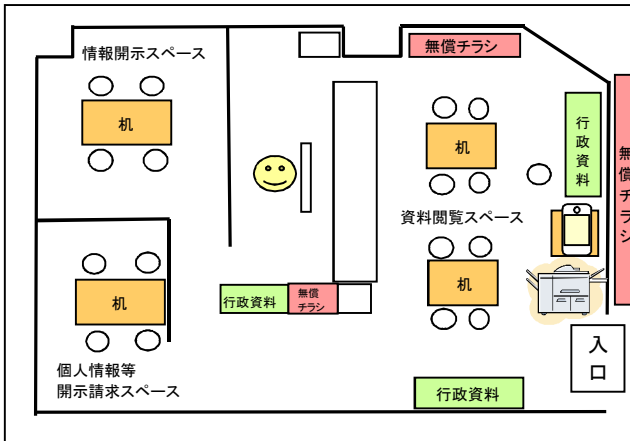 情報開示スペース
無償チラシ
机
机
行政資料
無償チラシ
資料閲覧スペース
机
机
行政資料
無償
チラシ
入口
個人情報等
開示請求スペース
行政資料